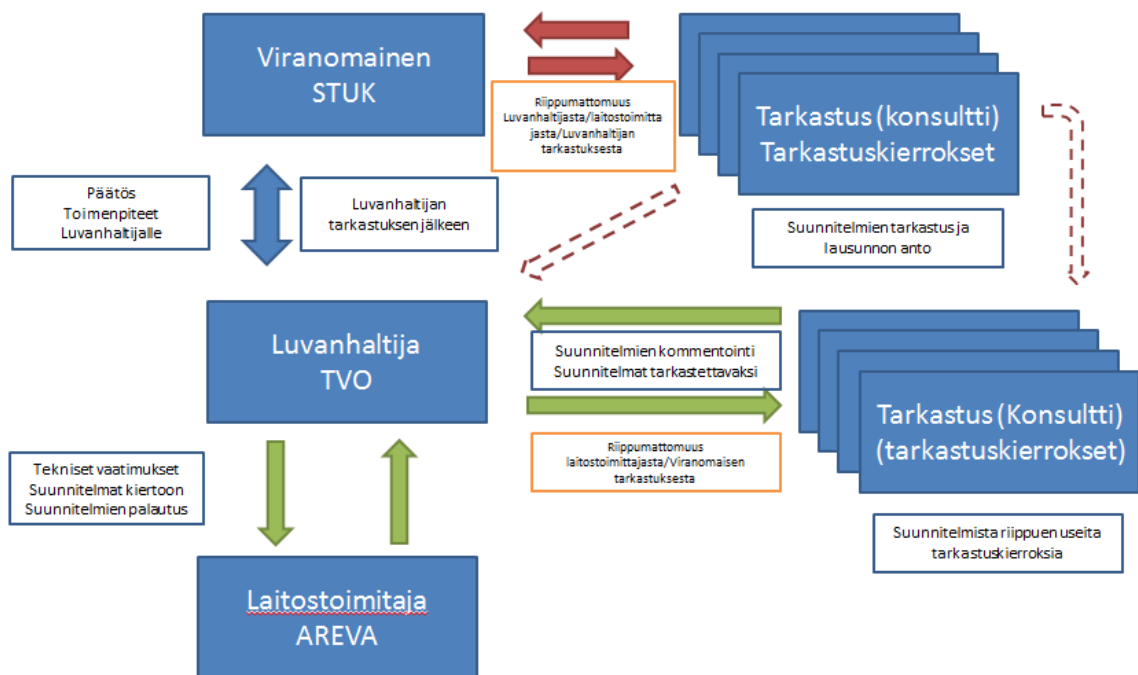 Viranomainen
STUK
Riippumattomuus
Luvanhaltijasta/laitostoimitta
jasta/Luvanhaltijan
tarkastuksesta
Tarkastus (konsultti)
Tarkastuskierrokset
Päätös
Toimenpiteet
Luvanhaltijalle
Luvanhaltijan
tarkastuksen jälkeen
Suunnitelmien tarkastus ja
lausunnon anto
Luvanhaltija
TVO
Suunnitelmien kommentointi
Suunnitelmat tarkastettavaksi
Tarkastus (Konsultti)
(tarkastuskierrokset)
Riippumattomuus
laitostoimittajasta/Viranomaisen
tarkastuksesta
Tekniset vaatimukset
Suunnitelmat kiertoon
Suunnitelmien palautus
Suunnitelmista riippuen useita
tarkastuskierroksia
Laitostoimitaja
AREVA